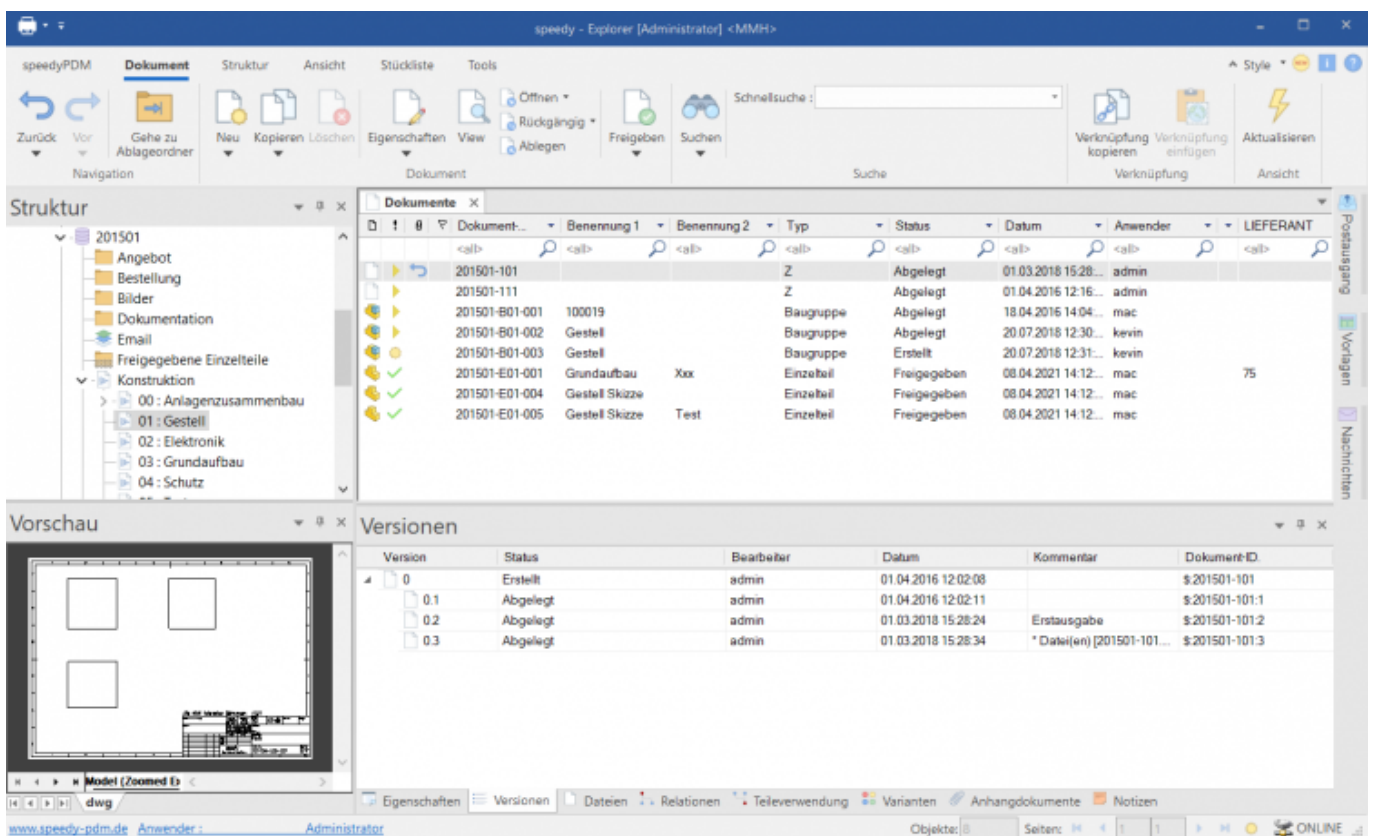 speedy - Explorer [Administrator] <MMH>
speedyPDM Dokument Struktur Ansicht Stückliste Tools Style
Zurück Vor Gehe zu Ablageordner Neu Kopieren Löschen Eigenschaften View Öffnen Rückgängig Ablegen Freigeben Suchen Schnellsuche : Verknüpfung kopieren Verknüpfung einfügen Aktualisieren
Navigation Dokument Suche Verknüpfung Ansicht
Struktur
201501
Angebot
Bestellung
Bilder
Dokumentation
Email
Freigegebene Einzelteile
Konstruktion
00 : Anlagenzusammenbau
01 : Gestell
02 : Elektronik
03 : Grundaufbau
04 : Schutz
Dokumente
Dokument-... Benennung 1 Benennung 2 Typ Status Datum Anwender LIEFERANT
<all> <all> <all> <all> <all> <all> <all> <all>
201501-101 Z Abgelegt 01.03.2018 15:28:... admin
201501-111 Z Abgelegt 01.04.2016 12:16:... admin
201501-B01-001 100019 Baugruppe Abgelegt 18.04.2016 14:04:... mac
201501-B01-002 Gestell Baugruppe Abgelegt 20.07.2018 12:30:... kevin
201501-B01-003 Gestell Baugruppe Erstellt 20.07.2018 12:31:... kevin
201501-E01-001 Grundaufbau Xxx Einzelteil Freigegeben 08.04.2021 14:12:... mac 75
201501-E01-004 Gestell Skizze Einzelteil Freigegeben 08.04.2021 14:12:... mac
201501-E01-005 Gestell Skizze Test Einzelteil Freigegeben 08.04.2021 14:12:... mac
Postausgang
Vorlagen
Nachrichten
Vorschau
Model (Zoomed E
dwg
Versionen
Version Status Bearbeiter Datum Kommentar Dokument-ID.
0 Erstellt admin 01.04.2016 12:02:08 $:201501-101
0.1 Abgelegt admin 01.04.2016 12:02:11 $:201501-101:1
0.2 Abgelegt admin 01.03.2018 15:28:24 Erstausgabe $:201501-101:2
0.3 Abgelegt admin 01.03.2018 15:28:34 * Datei(en) [201501-101... $:201501-101:3
Eigenschaften Versionen Dateien Relationen Teileverwendung Varianten Anhangdokumente Notizen
www.speedy-pdm.de Anwender : Administrator Objekte: 8 Seiten: 1 1 ONLINE